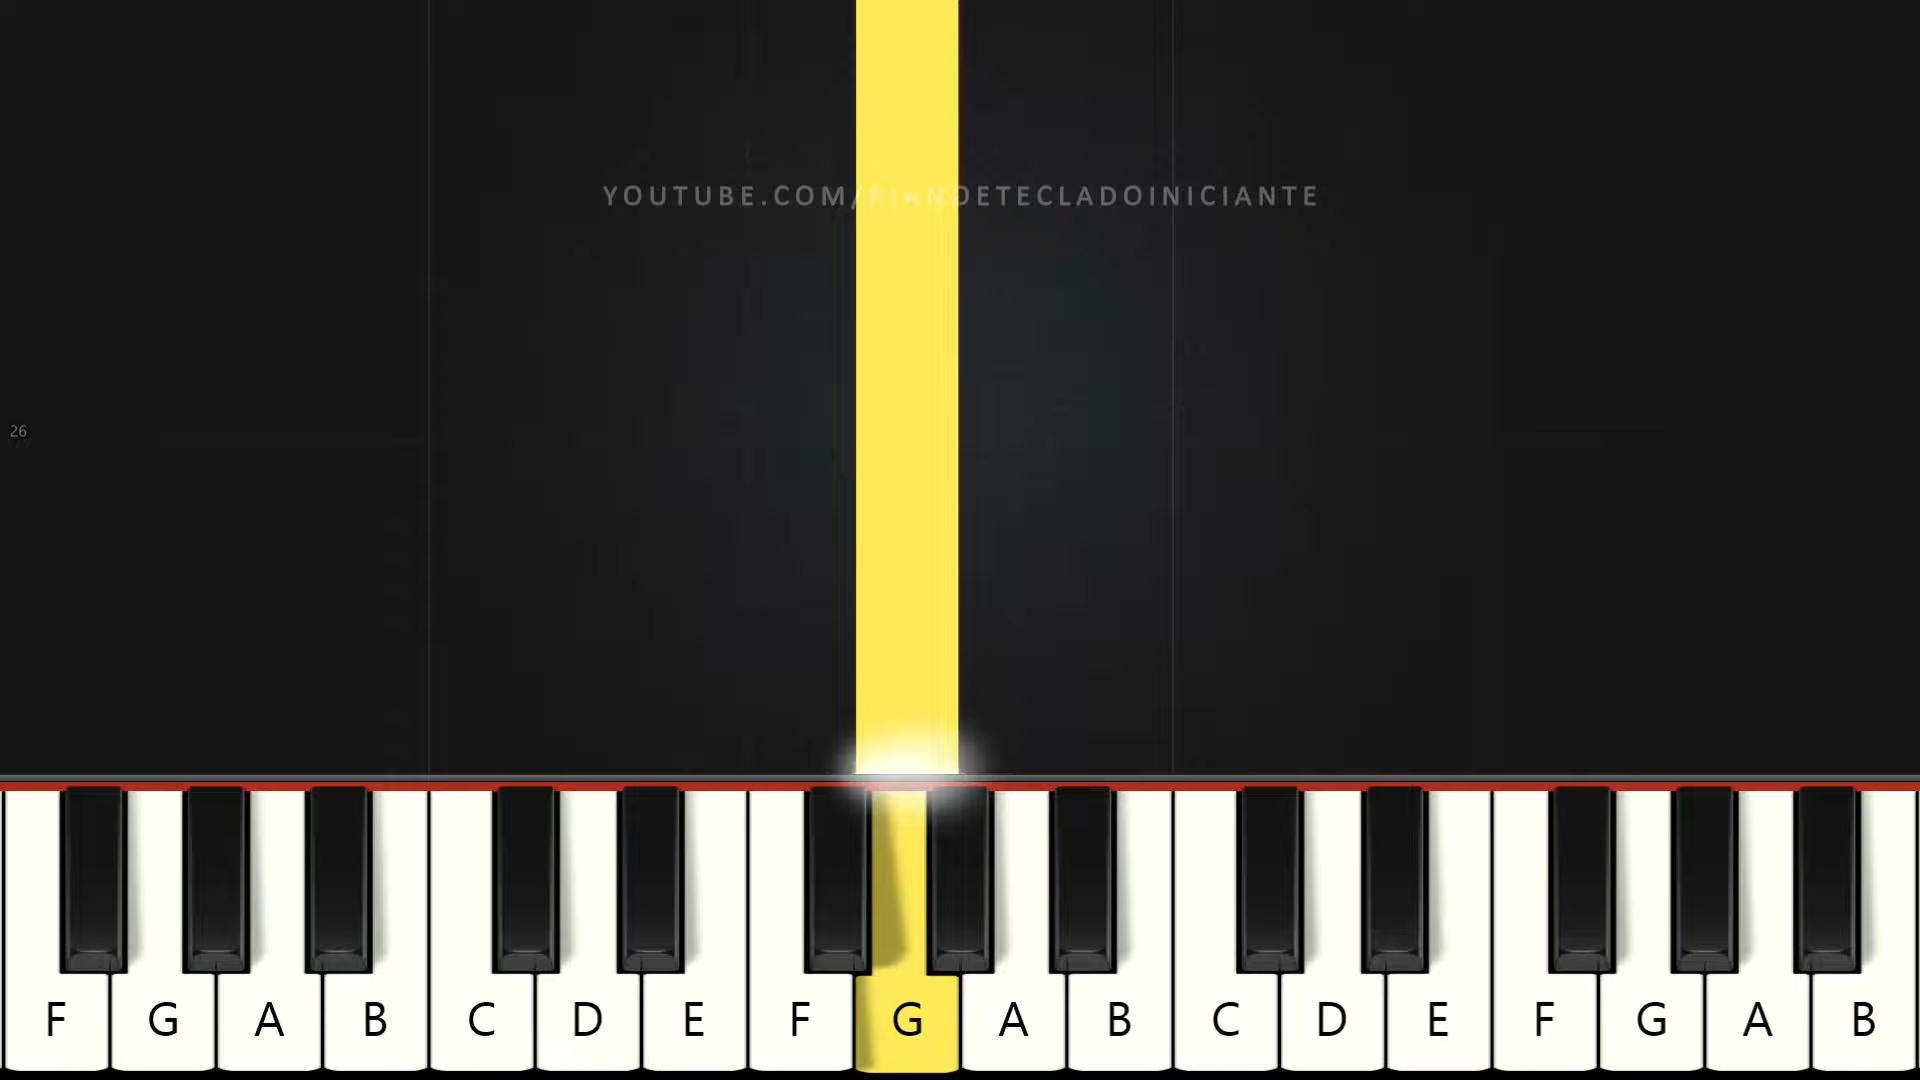 YOUTUBE.COM/PIANOETECLADOINICIANTE
26
F G A B C D E F G A B C D E F G A B